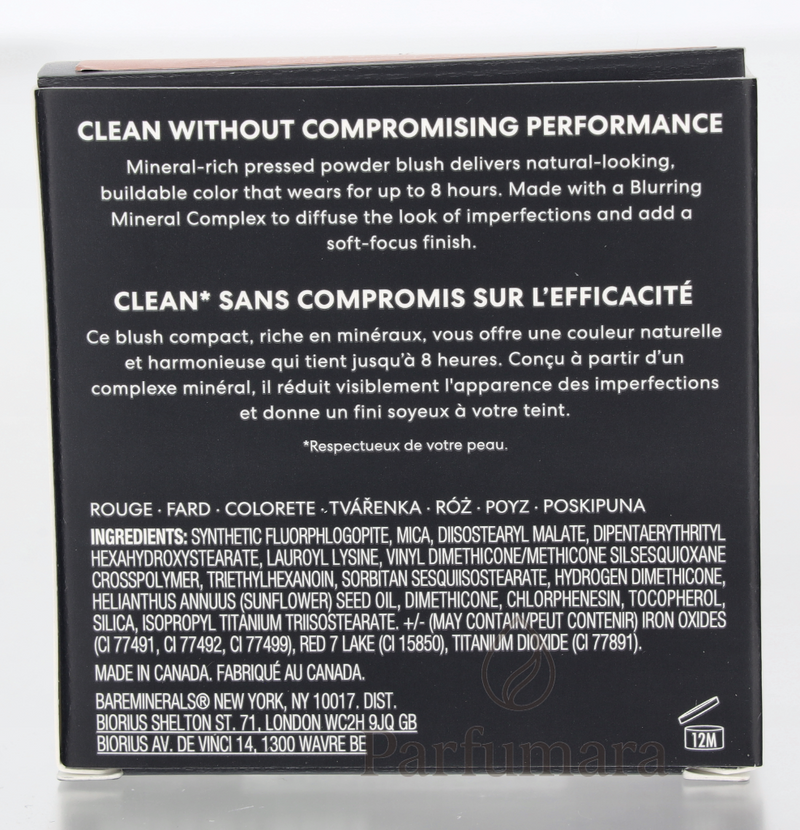 CLEAN WITHOUT COMPROMISING PERFORMANCE
Mineral-rich pressed powder blush delivers natural-looking,
buildable color that wears for up to 8 hours. Made with a Blurring
Mineral Complex to diffuse the look of imperfections and add a
soft-focus finish.
CLEAN* SANS COMPROMIS SUR L'EFFICACITÉ
Ce blush compact, riche en minéraux, vous offre une couleur naturelle
et harmonieuse qui tient jusqu'à 8 heures. Conçu à partir d'un
complexe minéral, il réduit visiblement l'apparence des imperfections
et donne un fini soyeux à votre teint.
*Respectueux de votre peau.
ROUGE · FARD · COLORETE · TVÁŘENKA · RÓŻ · POYZ · POSKIPUNA
INGREDIENTS: SYNTHETIC FLUORPHLOGOPITE, MICA, DIISOSTEARYL MALATE, DIPENTAERYTHRITYL
HEXAHYDROXYSTEARATE, LAUROYL LYSINE, VINYL DIMETHICONE/METHICONE SILSESQUIOXANE
CROSSPOLYMER, TRIETHYLHEXANOIN, SORBITAN SESQUIISOSTEARATE, HYDROGEN DIMETHICONE,
HELIANTHUS ANNUUS (SUNFLOWER) SEED OIL, DIMETHICONE, CHLORPHENESIN, TOCOPHEROL,
SILICA, ISOPROPYL TITANIUM TRIISOSTEARATE. +/- (MAY CONTAIN/PEUT CONTENIR) IRON OXIDES
(CI 77491, CI 77492, CI 77499), RED 7 LAKE (CI 15850), TITANIUM DIOXIDE (CI 77891).
MADE IN CANADA. FABRIQUÉ AU CANADA.
BAREMINERALS® NEW YORK, NY 10017. DIST.
BIORIUS SHELTON ST. 71. LONDON WC2H 9JQ GB
BIORIUS AV. DE VINCI 14, 1300 WAVRE BE
12M
Parfumara